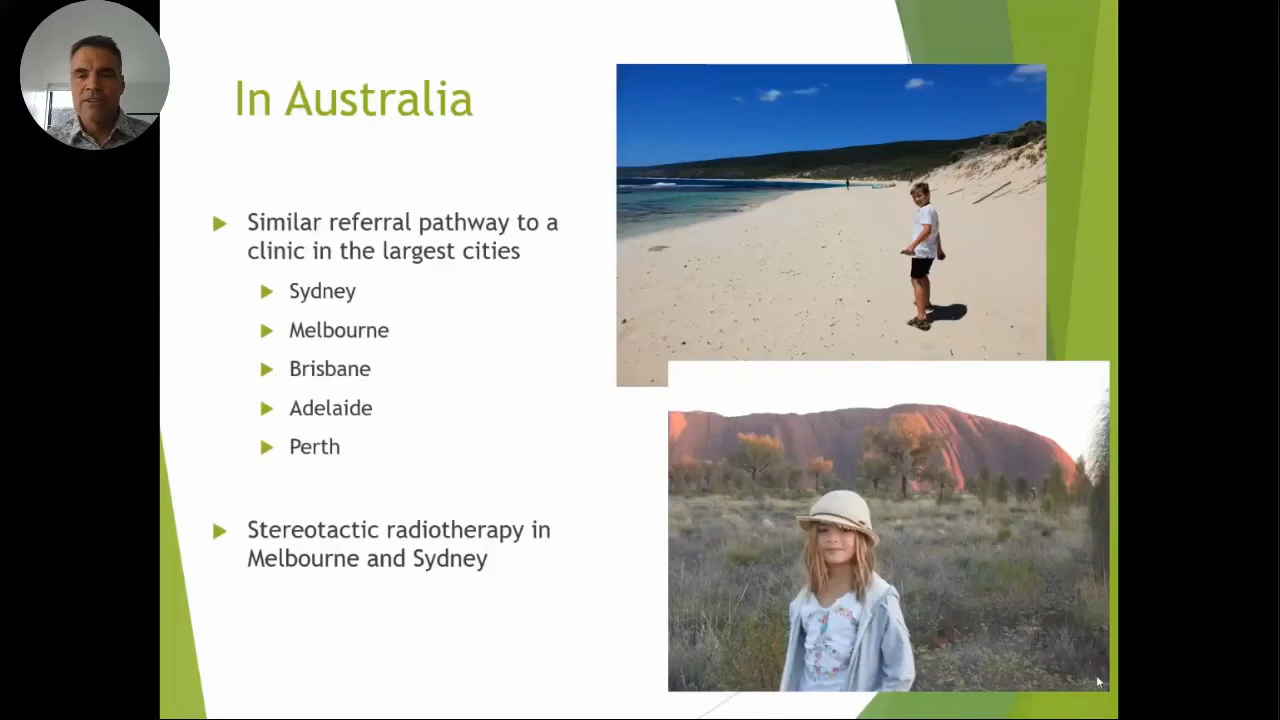 In Australia
Similar referral pathway to a
clinic in the largest cities
Sydney
Melbourne
Brisbane
Adelaide
Perth
Stereotactic radiotherapy in
Melbourne and Sydney